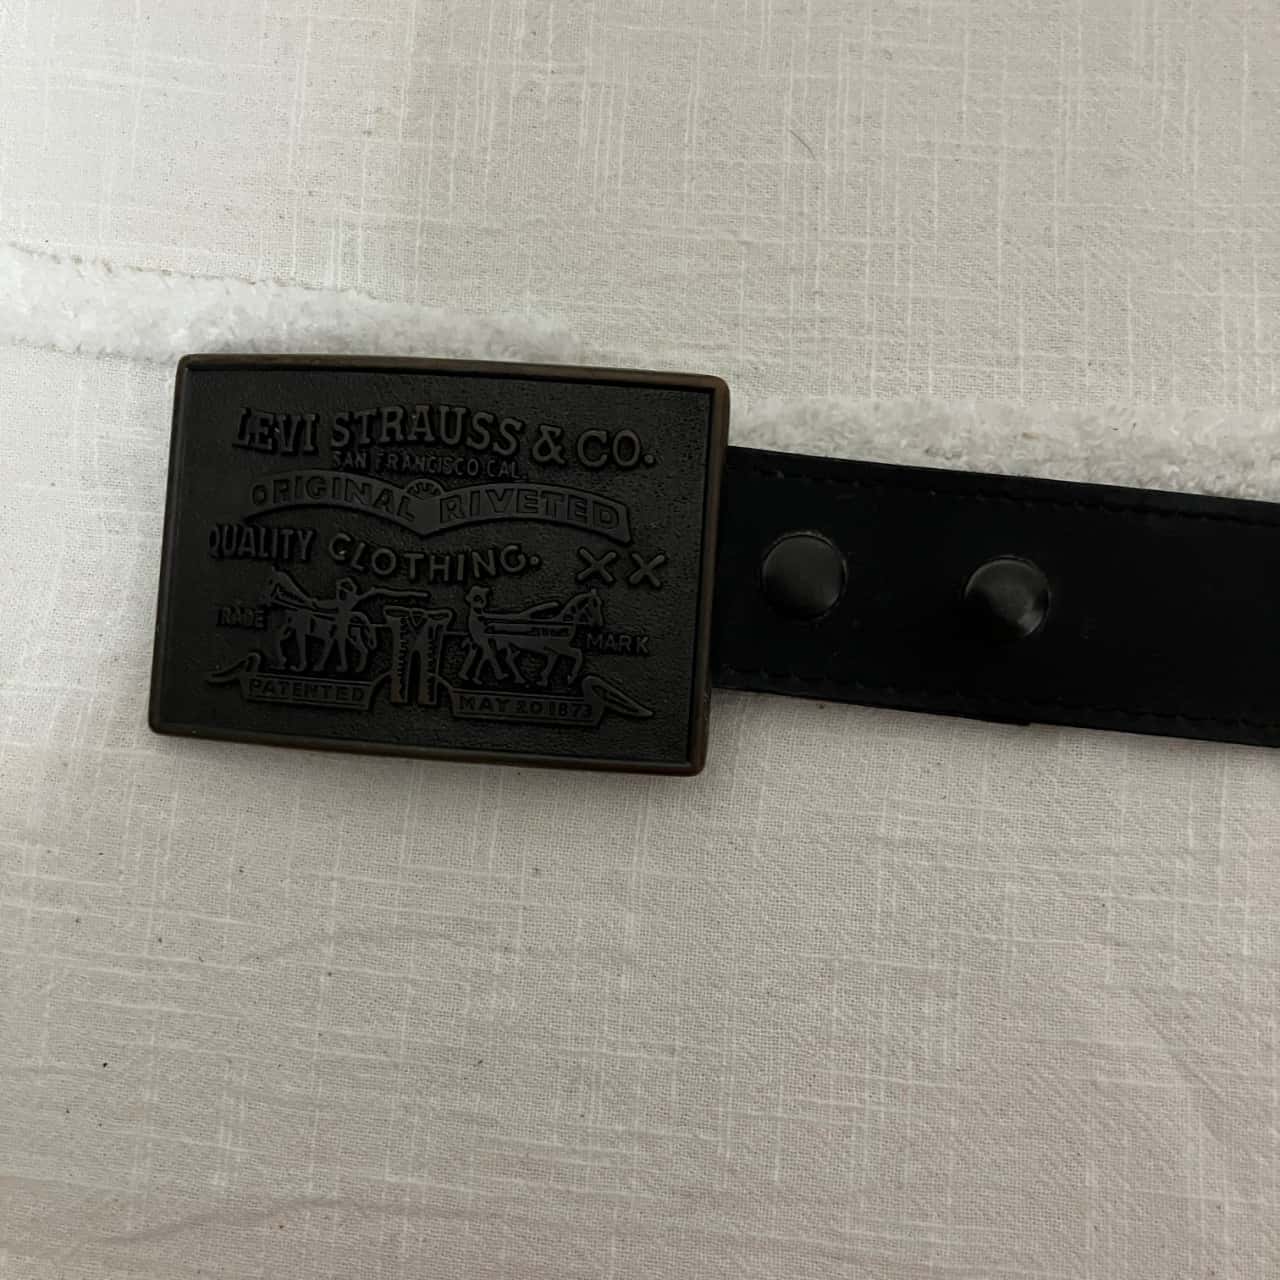 LEVI STRAUSS & CO.
SAN FRANCISCO CAL
ORIGINAL RIVETED
QUALITY CLOTHING. XX
TRADE MARK
PATENTED MAY 20 1873